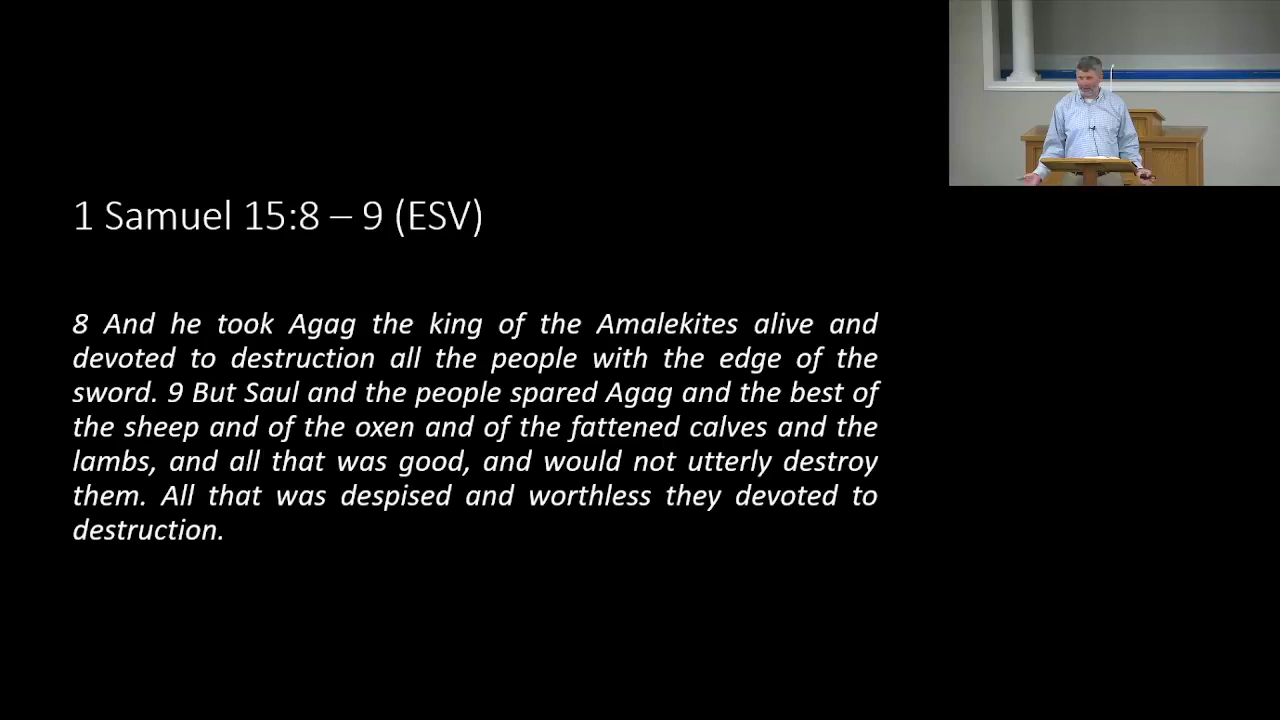 1 Samuel 15:8 – 9 (ESV)
8 And he took Agag the king of the Amalekites alive and
devoted to destruction all the people with the edge of the
sword. 9 But Saul and the people spared Agag and the best of
the sheep and of the oxen and of the fattened calves and the
lambs, and all that was good, and would not utterly destroy
them. All that was despised and worthless they devoted to
destruction.